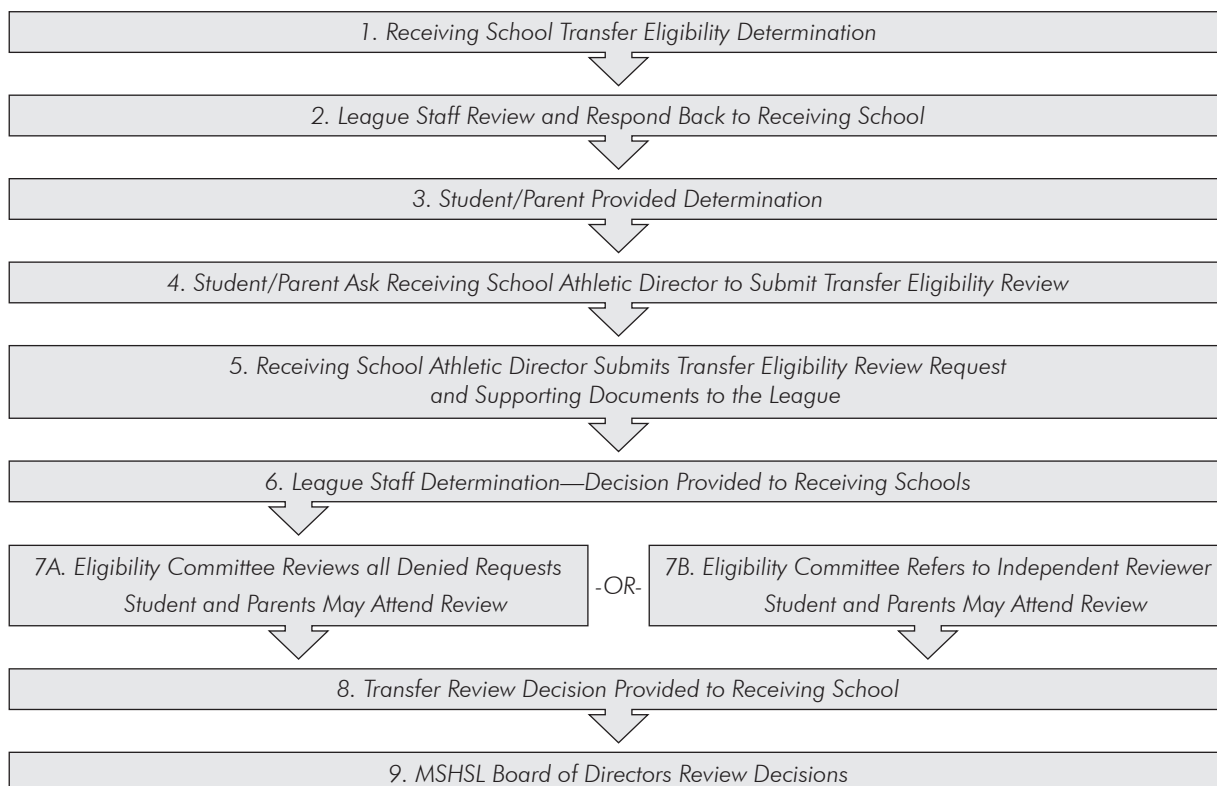 1. Receiving School Transfer Eligibility Determination
2. League Staff Review and Respond Back to Receiving School
3. Student/Parent Provided Determination
4. Student/Parent Ask Receiving School Athletic Director to Submit Transfer Eligibility Review
5. Receiving School Athletic Director Submits Transfer Eligibility Review Request
and Supporting Documents to the League
6. League Staff Determination—Decision Provided to Receiving Schools
7A. Eligibility Committee Reviews all Denied Requests
Student and Parents May Attend Review
-OR-
7B. Eligibility Committee Refers to Independent Reviewer
Student and Parents May Attend Review
8. Transfer Review Decision Provided to Receiving School
9. MSHSL Board of Directors Review Decisions